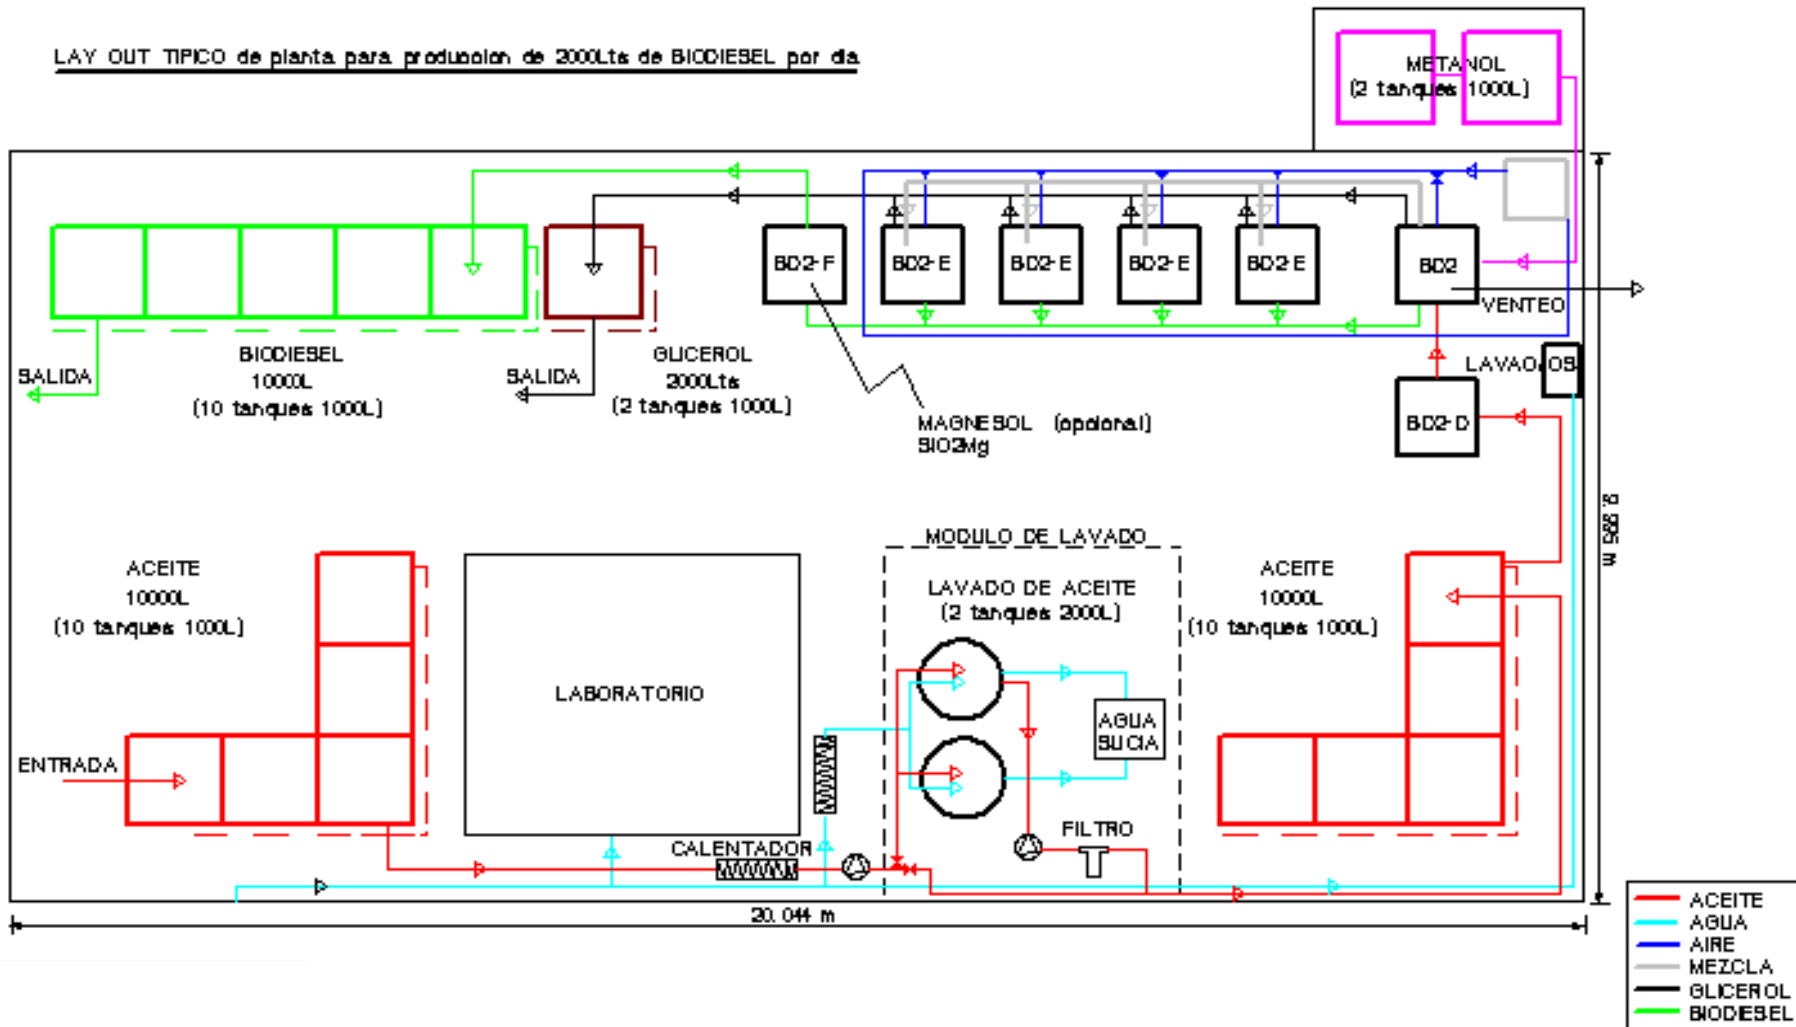 LAY OUT TIPICO de planta para produccion de 2000Lts de BIODIESEL por dia
METANOL
(2 tanques 1000L)
BD2-F
BD2-E
BD2-E
BD2-E
BD2-E
BD2
VENTEO
BIODIESEL
10000L
(10 tanques 1000L)
SALIDA
GLICEROL
2000Lts
(2 tanques 1000L)
SALIDA
LAVAOJOS
MAGNESOL (opcional)
SIO2Mg
BD2-D
MODULO DE LAVADO
LAVADO DE ACEITE
(2 tanques 2000L)
ACEITE
10000L
(10 tanques 1000L)
ACEITE
10000L
(10 tanques 1000L)
LABORATORIO
AGUA
SUCIA
ENTRADA
CALENTADOR
FILTRO
20.044 m
ACEITE
AGUA
AIRE
MEZCLA
GLICEROL
BIODIESEL